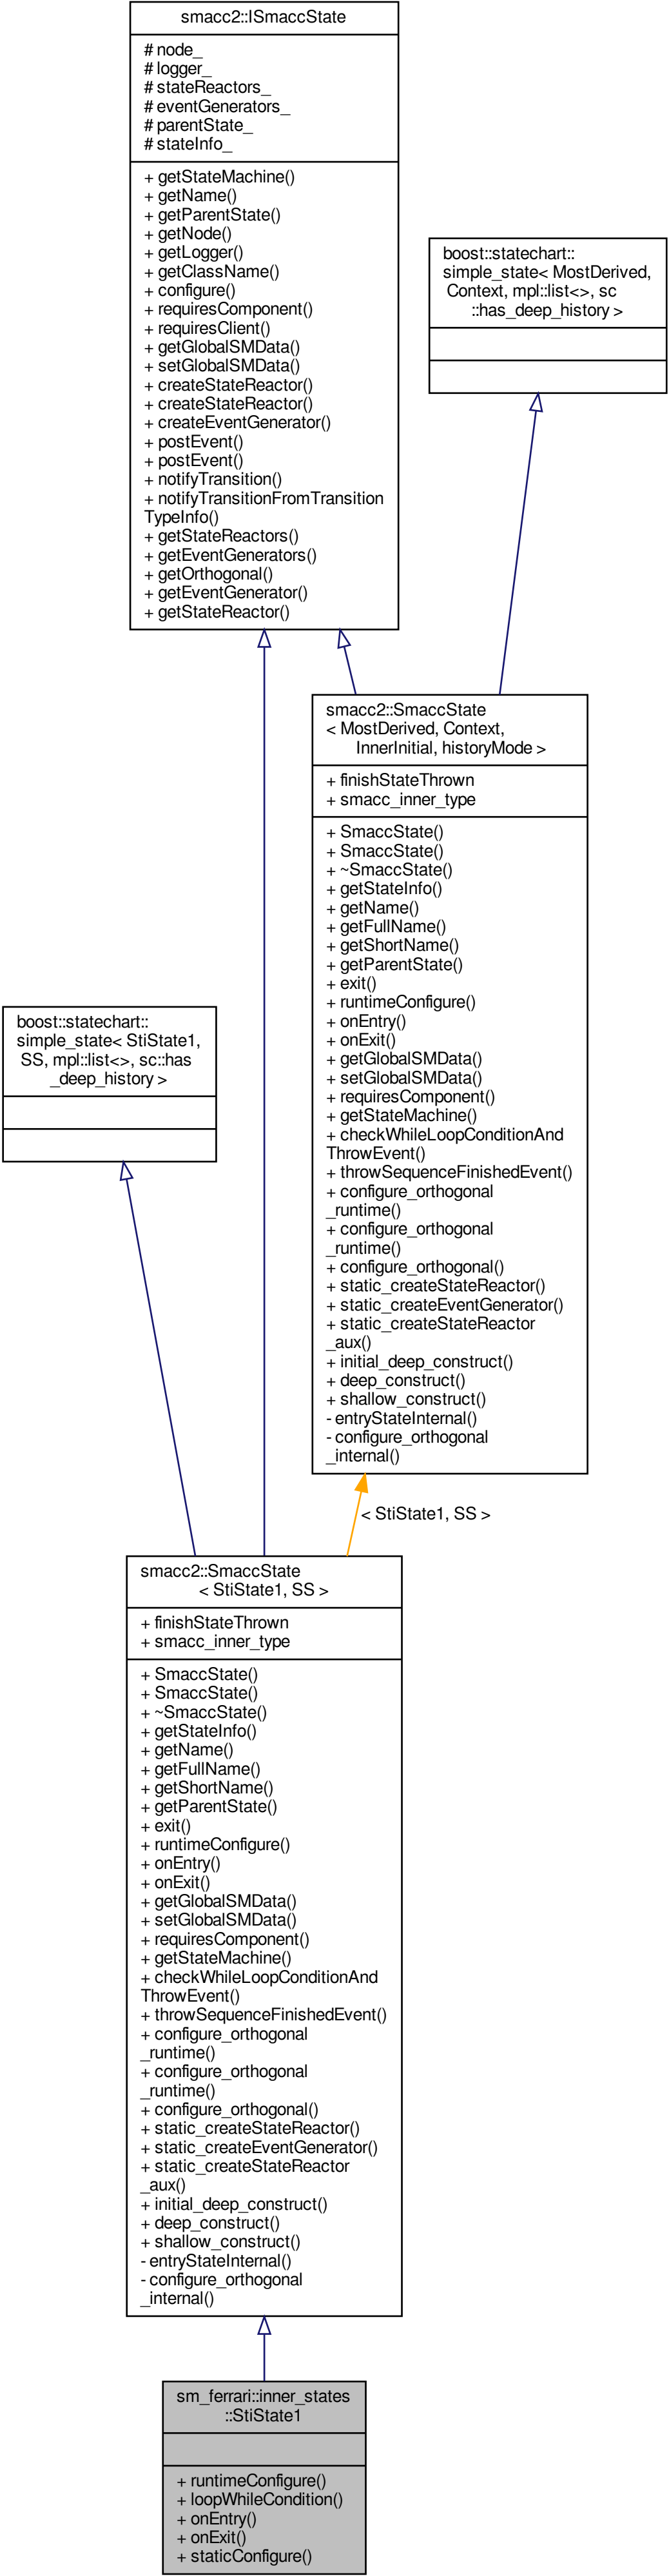 smacc2::ISmaccState
# node_
# logger_
# stateReactors_
# eventGenerators_
# parentState_
# stateInfo_
+ getStateMachine()
+ getName()
+ getParentState()
+ getNode()
+ getLogger()
+ getClassName()
+ configure()
+ requiresComponent()
+ requiresClient()
+ getGlobalSMData()
+ setGlobalSMData()
+ createStateReactor()
+ createStateReactor()
+ createEventGenerator()
+ postEvent()
+ postEvent()
+ notifyTransition()
+ notifyTransitionFromTransition
TypeInfo()
+ getStateReactors()
+ getEventGenerators()
+ getOrthogonal()
+ getEventGenerator()
+ getStateReactor()
boost::statechart::
simple_state< MostDerived,
Context, mpl::list<>, sc
::has_deep_history >
smacc2::SmaccState
< MostDerived, Context,
InnerInitial, historyMode >
+ finishStateThrown
+ smacc_inner_type
+ SmaccState()
+ SmaccState()
+ ~SmaccState()
+ getStateInfo()
+ getName()
+ getFullName()
+ getShortName()
+ getParentState()
+ exit()
+ runtimeConfigure()
+ onEntry()
+ onExit()
+ getGlobalSMData()
+ setGlobalSMData()
+ requiresComponent()
+ getStateMachine()
+ checkWhileLoopConditionAnd
ThrowEvent()
+ throwSequenceFinishedEvent()
+ configure_orthogonal
_runtime()
+ configure_orthogonal
_runtime()
+ configure_orthogonal()
+ static_createStateReactor()
+ static_createEventGenerator()
+ static_createStateReactor
_aux()
+ initial_deep_construct()
+ deep_construct()
+ shallow_construct()
- entryStateInternal()
- configure_orthogonal
_internal()
boost::statechart::
simple_state< StiState1,
SS, mpl::list<>, sc::has
_deep_history >
< StiState1, SS >
smacc2::SmaccState
< StiState1, SS >
+ finishStateThrown
+ smacc_inner_type
+ SmaccState()
+ SmaccState()
+ ~SmaccState()
+ getStateInfo()
+ getName()
+ getFullName()
+ getShortName()
+ getParentState()
+ exit()
+ runtimeConfigure()
+ onEntry()
+ onExit()
+ getGlobalSMData()
+ setGlobalSMData()
+ requiresComponent()
+ getStateMachine()
+ checkWhileLoopConditionAnd
ThrowEvent()
+ throwSequenceFinishedEvent()
+ configure_orthogonal
_runtime()
+ configure_orthogonal
_runtime()
+ configure_orthogonal()
+ static_createStateReactor()
+ static_createEventGenerator()
+ static_createStateReactor
_aux()
+ initial_deep_construct()
+ deep_construct()
+ shallow_construct()
- entryStateInternal()
- configure_orthogonal
_internal()
sm_ferrari::inner_states
::StiState1
+ runtimeConfigure()
+ loopWhileCondition()
+ onEntry()
+ onExit()
+ staticConfigure()